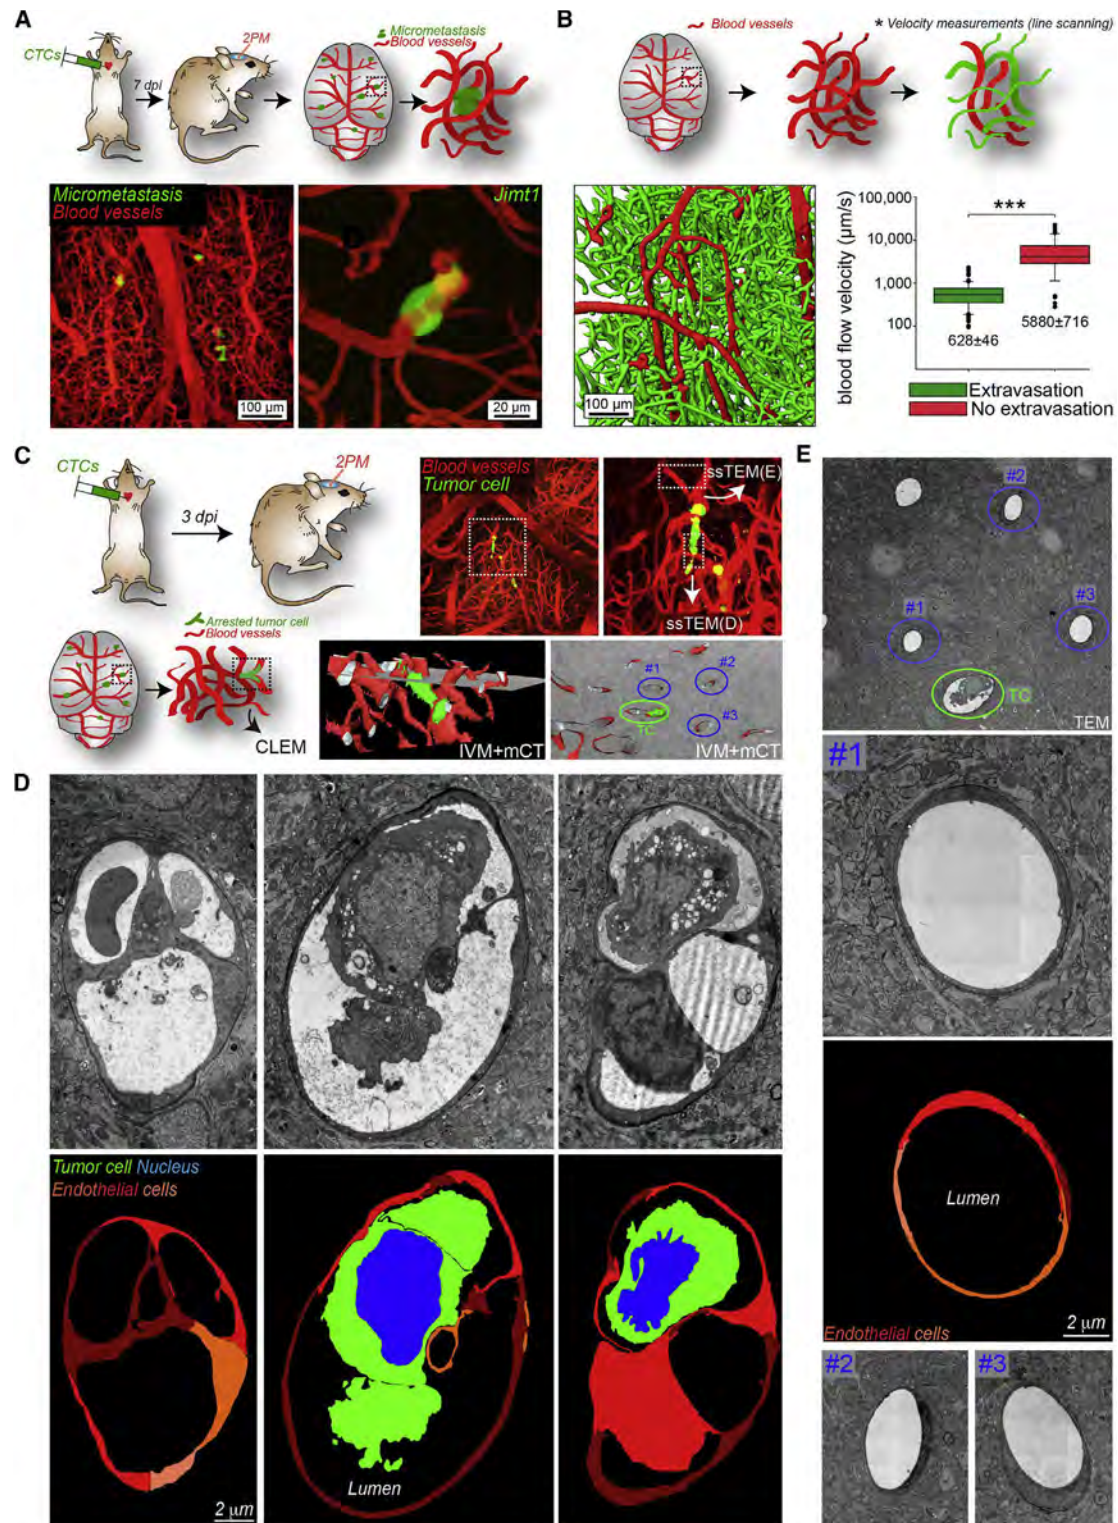 A
CTCs
7 dpi
2PM
Micrometastasis
Blood vessels
Micrometastasis
Blood vessels
100 µm
Jimt1
20 µm
B
Blood vessels
* Velocity measurements (line scanning)
100 µm
blood flow velocity (µm/s)
100,000
10,000
1,000
100
***
628±46
5880±716
Extravasation
No extravasation
C
CTCs
3 dpi
2PM
Arrested tumor cell
Blood vessels
CLEM
Blood vessels
Tumor cell
ssTEM(E)
ssTEM(D)
IVM+mCT
#1
#2
TC
#3
IVM+mCT
D
Tumor cell Nucleus
Endothelial cells
2 µm
Lumen
E
#2
#1
#3
TC
TEM
#1
Lumen
Endothelial cells
2 µm
#2
#3